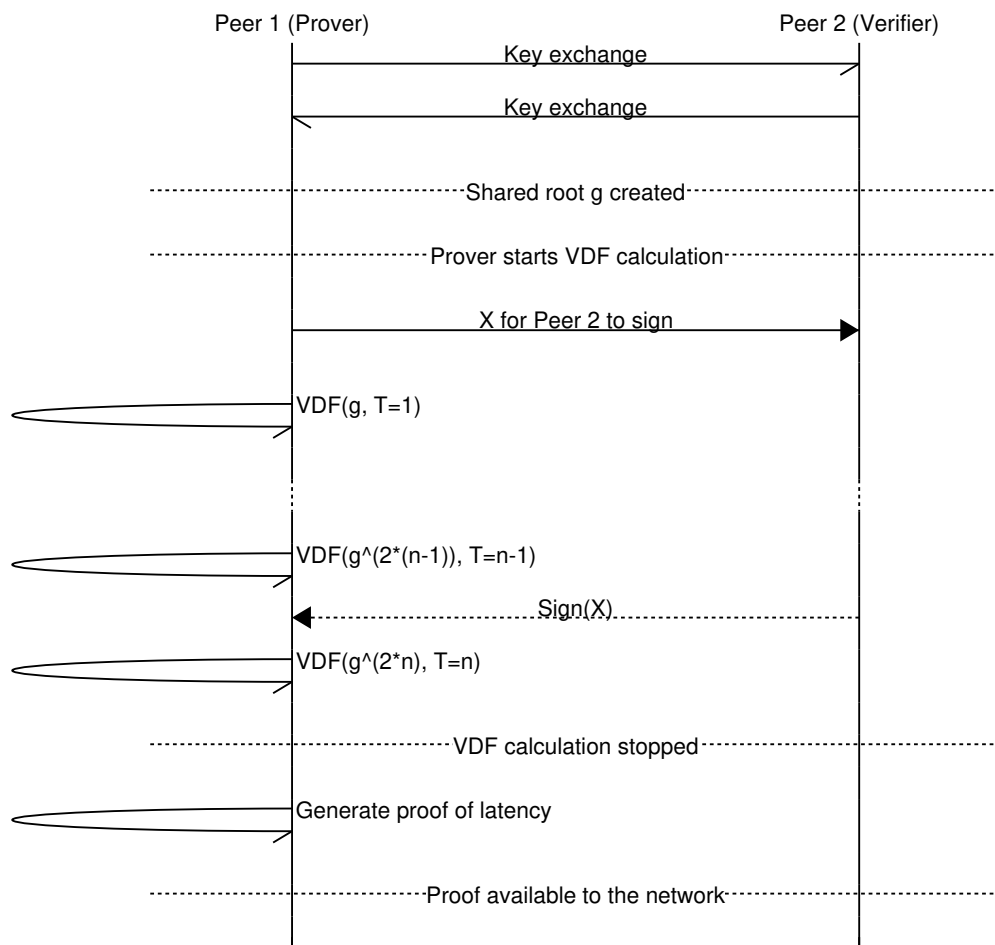 Peer 1 (Prover)
Peer 2 (Verifier)
Key exchange
Key exchange
Shared root g created
Prover starts VDF calculation
X for Peer 2 to sign
VDF(g, T=1)
VDF(g^(2*(n-1)), T=n-1)
Sign(X)
VDF(g^(2*n), T=n)
VDF calculation stopped
Generate proof of latency
Proof available to the network